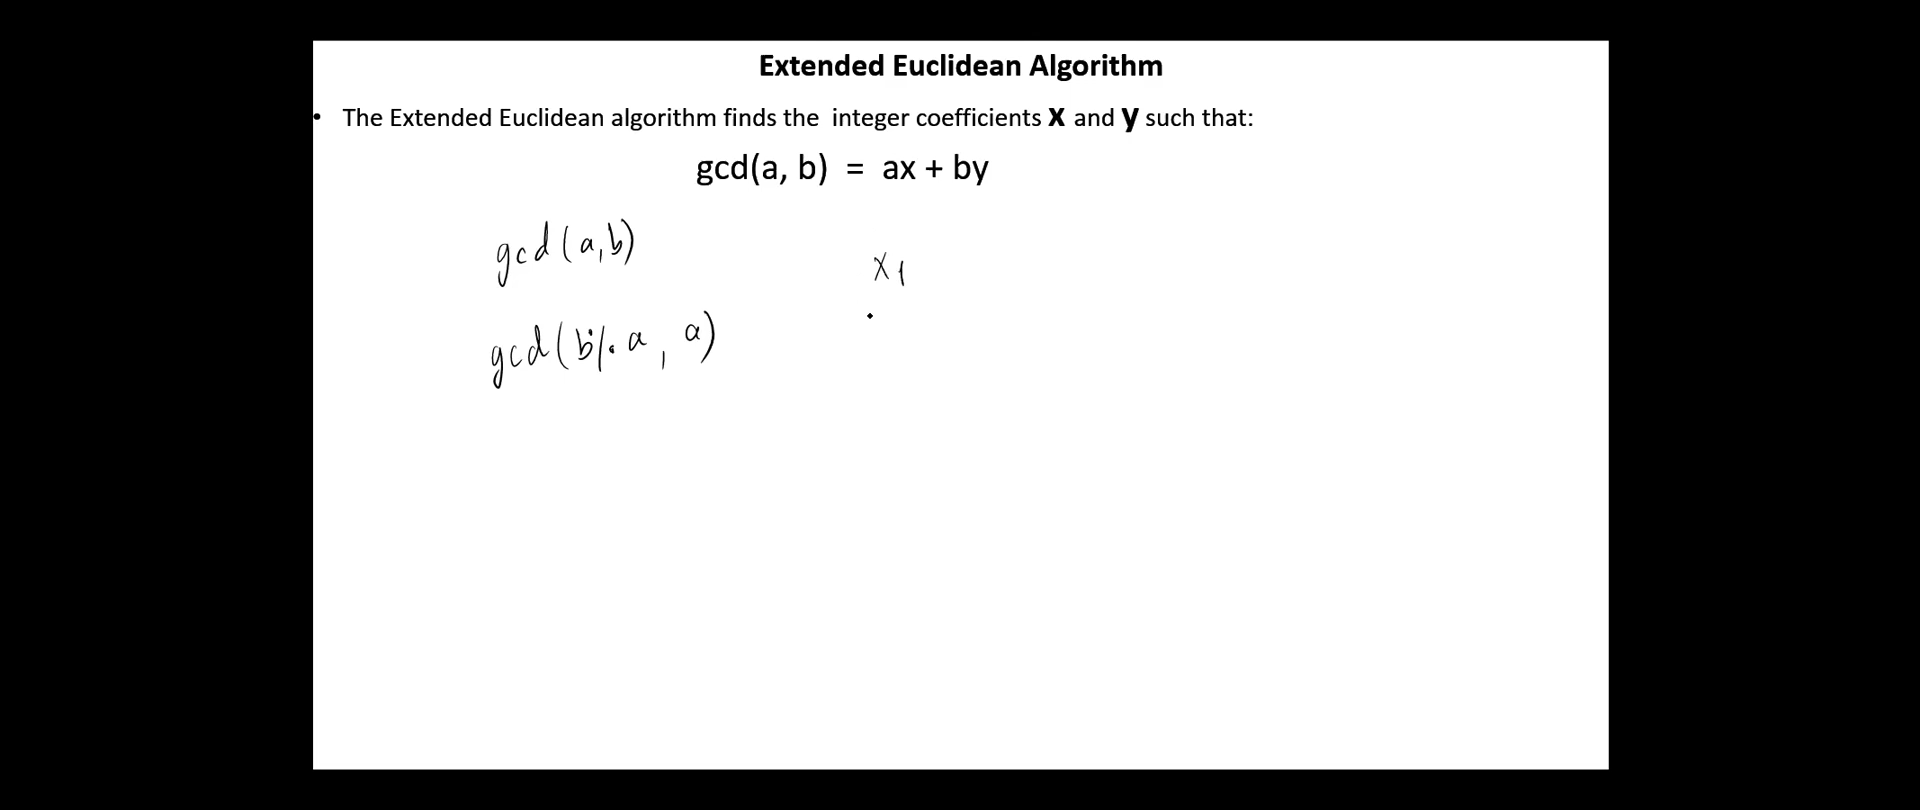 Extended Euclidean Algorithm
• The Extended Euclidean algorithm finds the integer coefficients x and y such that:
gcd(a, b) = ax + by
gcd(a,b)
x1
gcd(b%a, a)